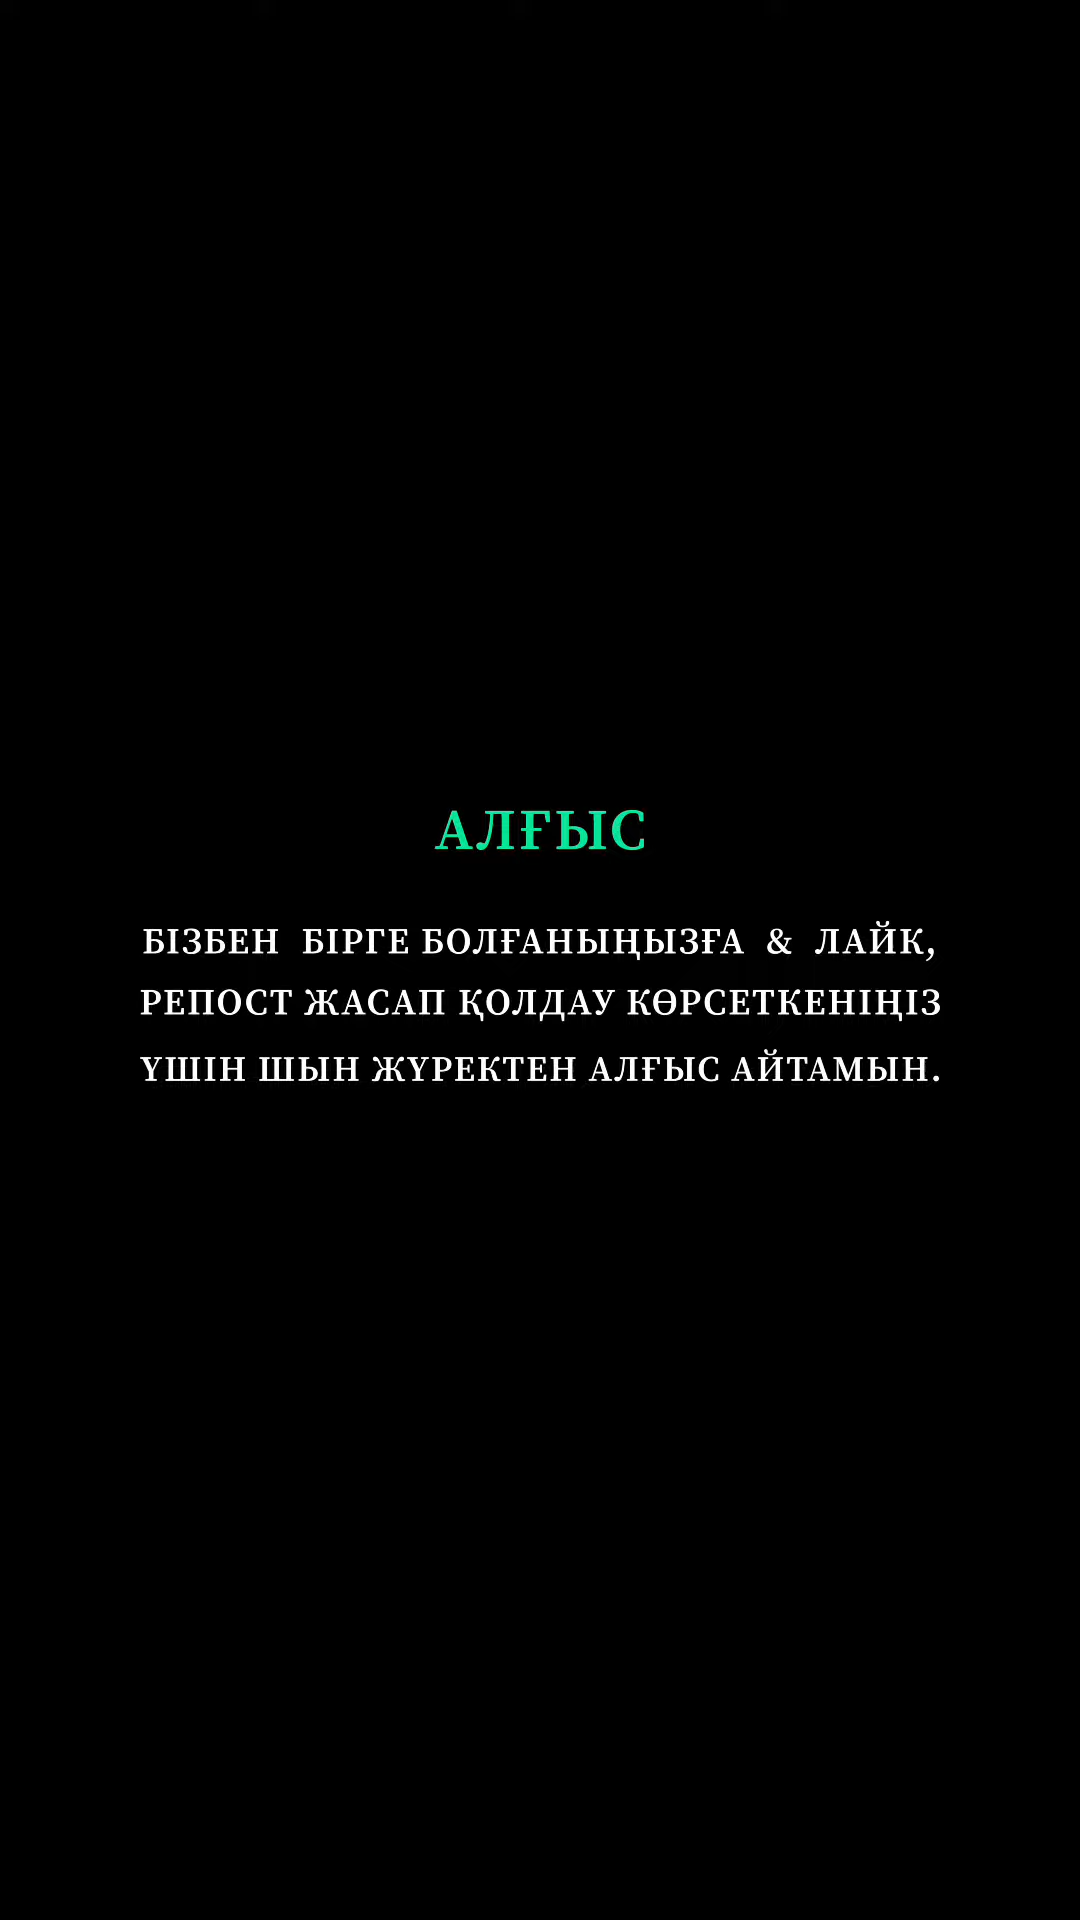 АЛҒЫС
БІЗБЕН БІРГЕ БОЛҒАНЫҢЫЗҒА & ЛАЙК,
РЕПОСТ ЖАСАП ҚОЛДАУ КӨРСЕТКЕНІҢІЗ
ҮШІН ШЫН ЖҮРЕКТЕН АЛҒЫС АЙТАМЫН.